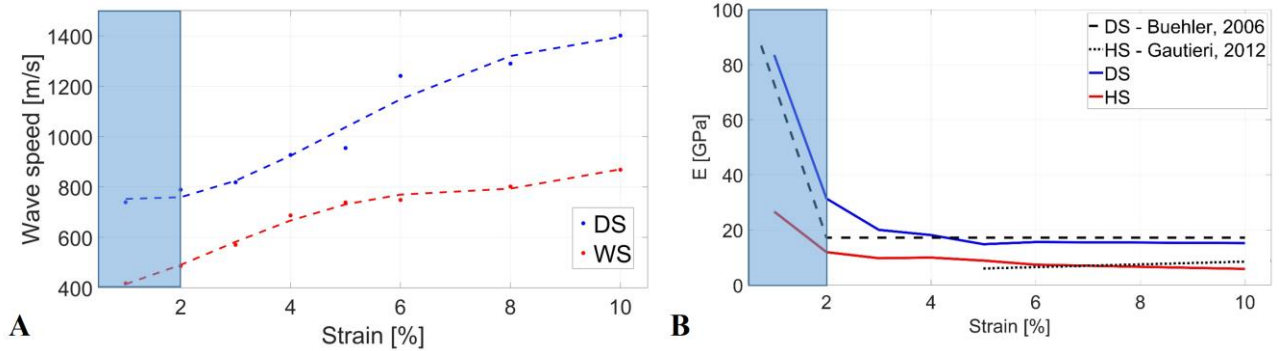 1400
1200
1000
800
600
400
Wave speed [m/s]
2
4
6
8
10
Strain [%]
DS
WS
A
100
80
60
40
20
0
E [GPa]
2
4
6
8
10
Strain [%]
DS - Buehler, 2006
HS - Gautieri, 2012
DS
HS
B